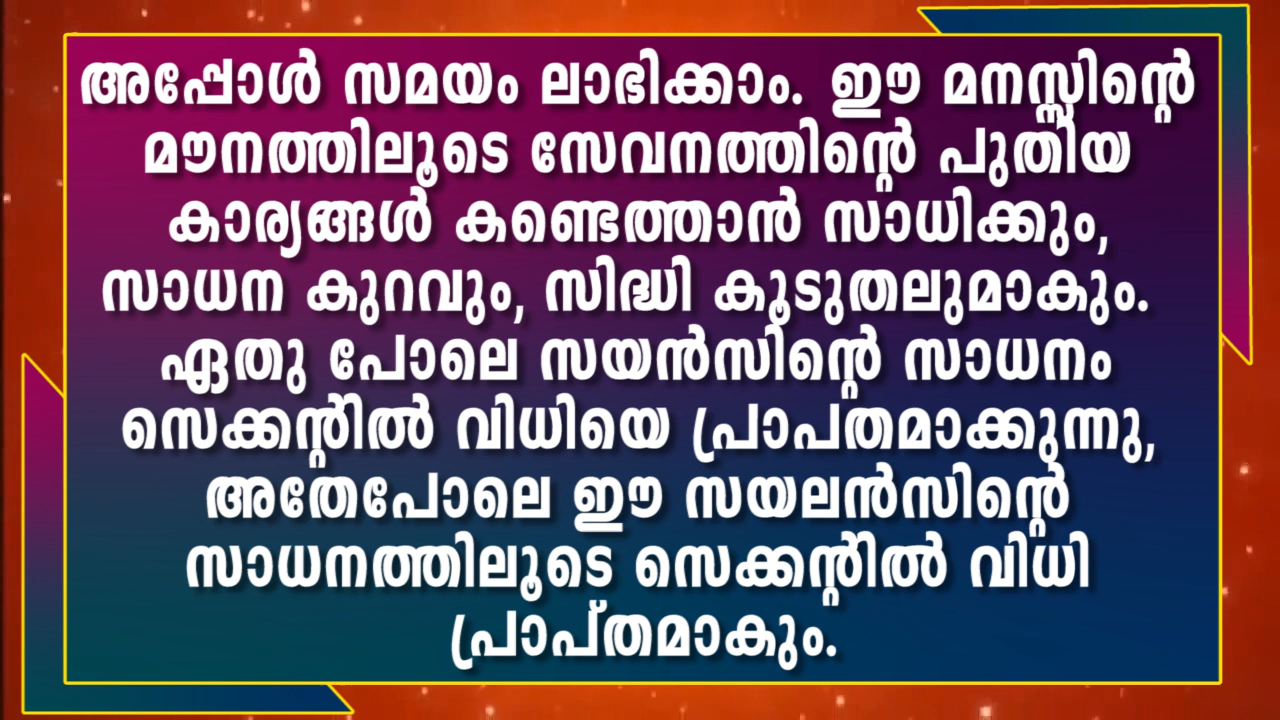 അപ്പോൾ സമയം ലാഭിക്കാം. ഈ മനസ്സിന്റെ
മൗനത്തിലൂടെ സേവനത്തിന്റെ പുതിയ
കാര്യങ്ങൾ കണ്ടെത്താൻ സാധിക്കും,
സാധന കുറവും, സിദ്ധി കൂടുതലുമാകും.
ഏതു പോലെ സയൻസിന്റെ സാധനം
സെക്കന്റിൽ വിധിയെ പ്രാപതമാക്കുന്നു,
അതേപോലെ ഈ സയലൻസിന്റെ
സാധനത്തിലൂടെ സെക്കന്റിൽ വിധി
പ്രാപ്തമാകും.